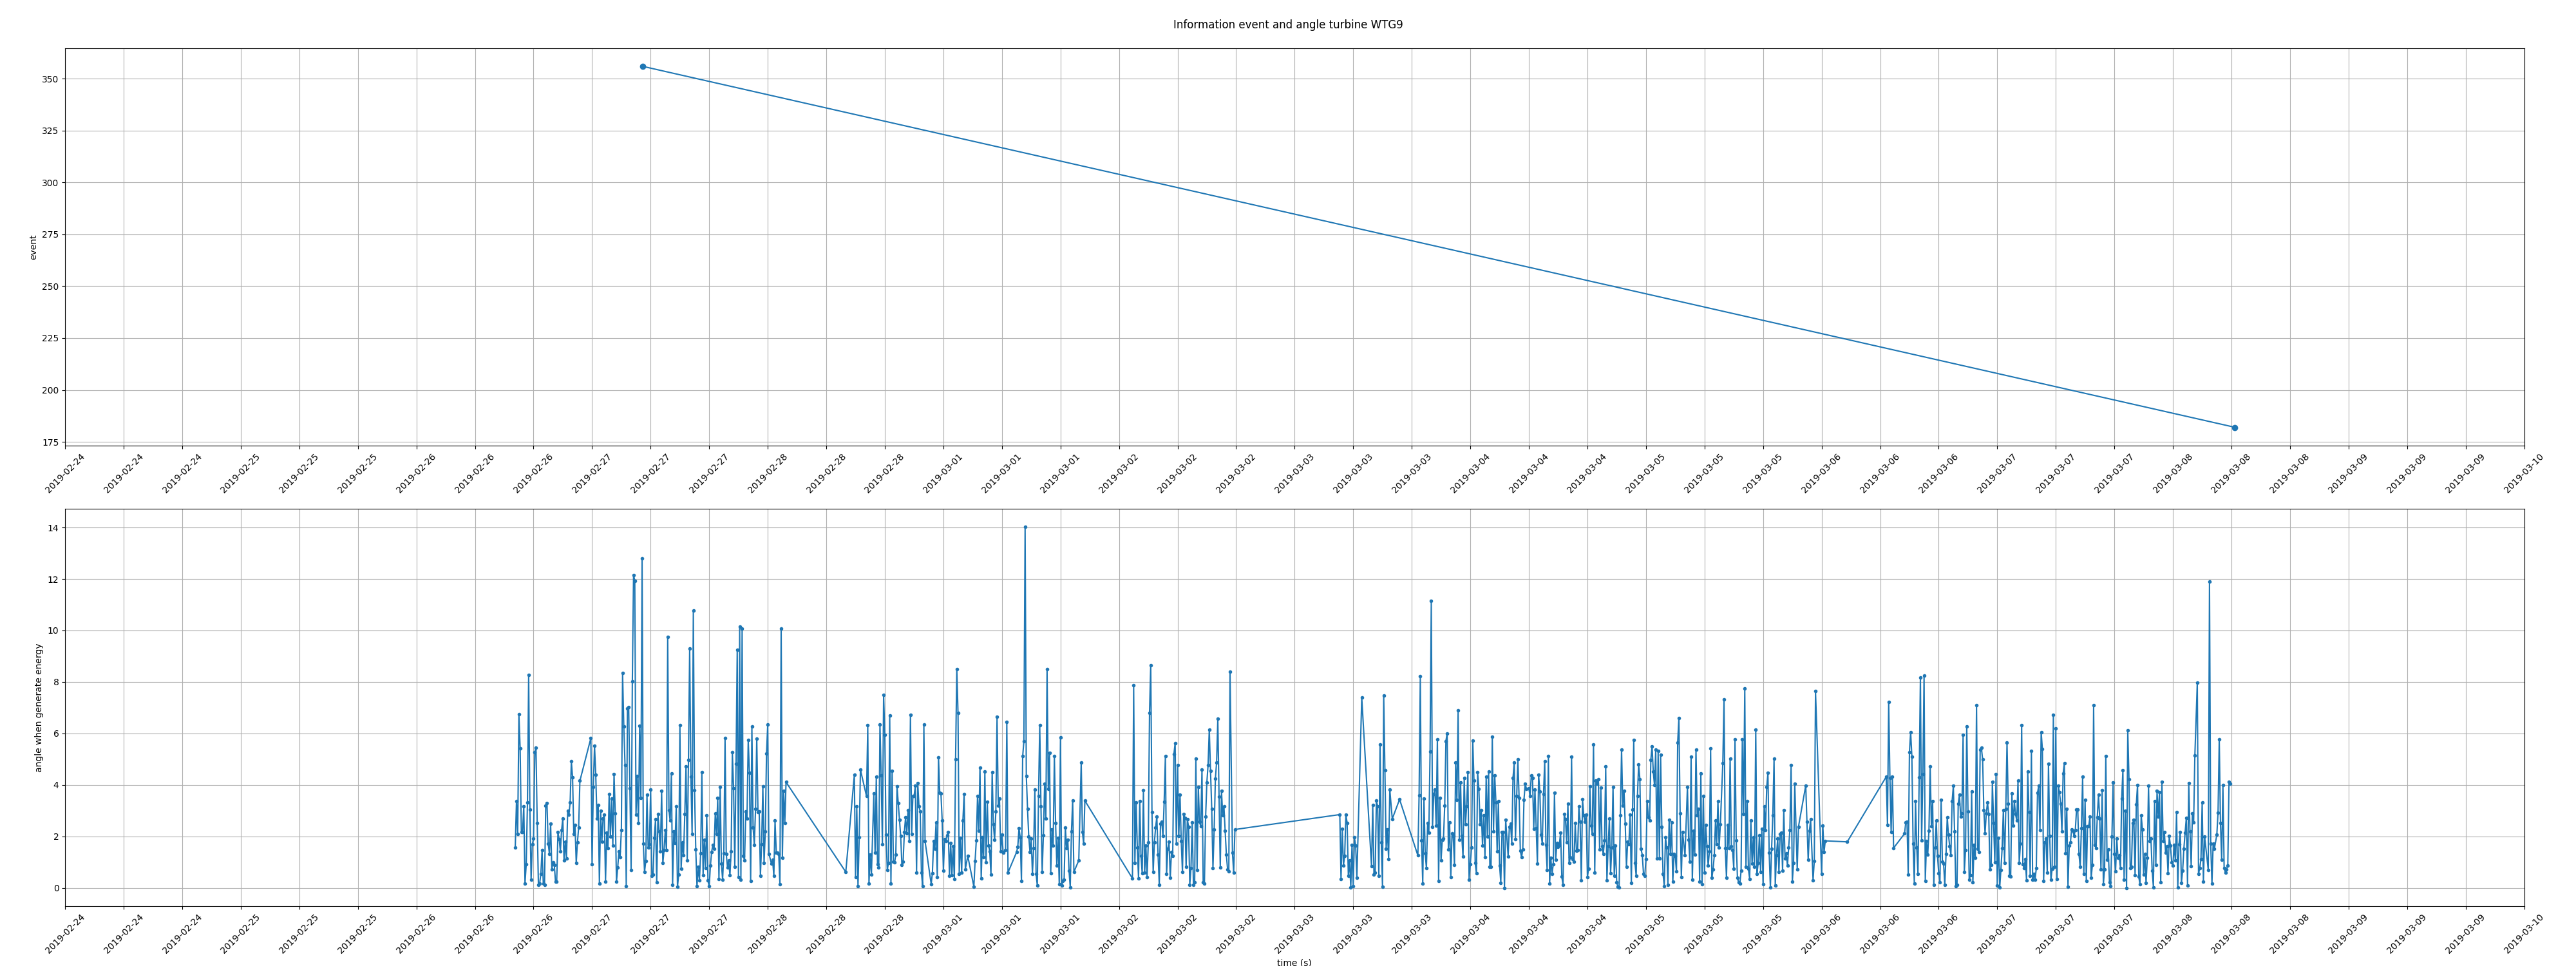 Information event and angle turbine WTG9
event
350
325
300
275
250
225
200
175
2019-02-24 2019-02-24 2019-02-24 2019-02-25 2019-02-25 2019-02-25 2019-02-26 2019-02-26 2019-02-26 2019-02-27 2019-02-27 2019-02-27 2019-02-28 2019-02-28 2019-02-28 2019-03-01 2019-03-01 2019-03-01 2019-03-02 2019-03-02 2019-03-02 2019-03-03 2019-03-03 2019-03-03 2019-03-04 2019-03-04 2019-03-04 2019-03-05 2019-03-05 2019-03-05 2019-03-06 2019-03-06 2019-03-06 2019-03-07 2019-03-07 2019-03-07 2019-03-08 2019-03-08 2019-03-08 2019-03-09 2019-03-09 2019-03-09 2019-03-10
angle when generate energy
14
12
10
8
6
4
2
0
2019-02-24 2019-02-24 2019-02-24 2019-02-25 2019-02-25 2019-02-25 2019-02-26 2019-02-26 2019-02-26 2019-02-27 2019-02-27 2019-02-27 2019-02-28 2019-02-28 2019-02-28 2019-03-01 2019-03-01 2019-03-01 2019-03-02 2019-03-02 2019-03-02 2019-03-03 2019-03-03 2019-03-03 2019-03-04 2019-03-04 2019-03-04 2019-03-05 2019-03-05 2019-03-05 2019-03-06 2019-03-06 2019-03-06 2019-03-07 2019-03-07 2019-03-07 2019-03-08 2019-03-08 2019-03-08 2019-03-09 2019-03-09 2019-03-09 2019-03-10
time (s)